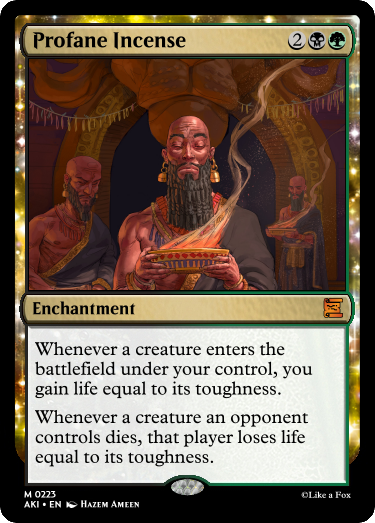 Profane Incense 2
Enchantment
Whenever a creature enters the
battlefield under your control, you
gain life equal to its toughness.
Whenever a creature an opponent
controls dies, that player loses life
equal to its toughness.
M 0223
AKI • EN Hazem Ameen
©Like a Fox